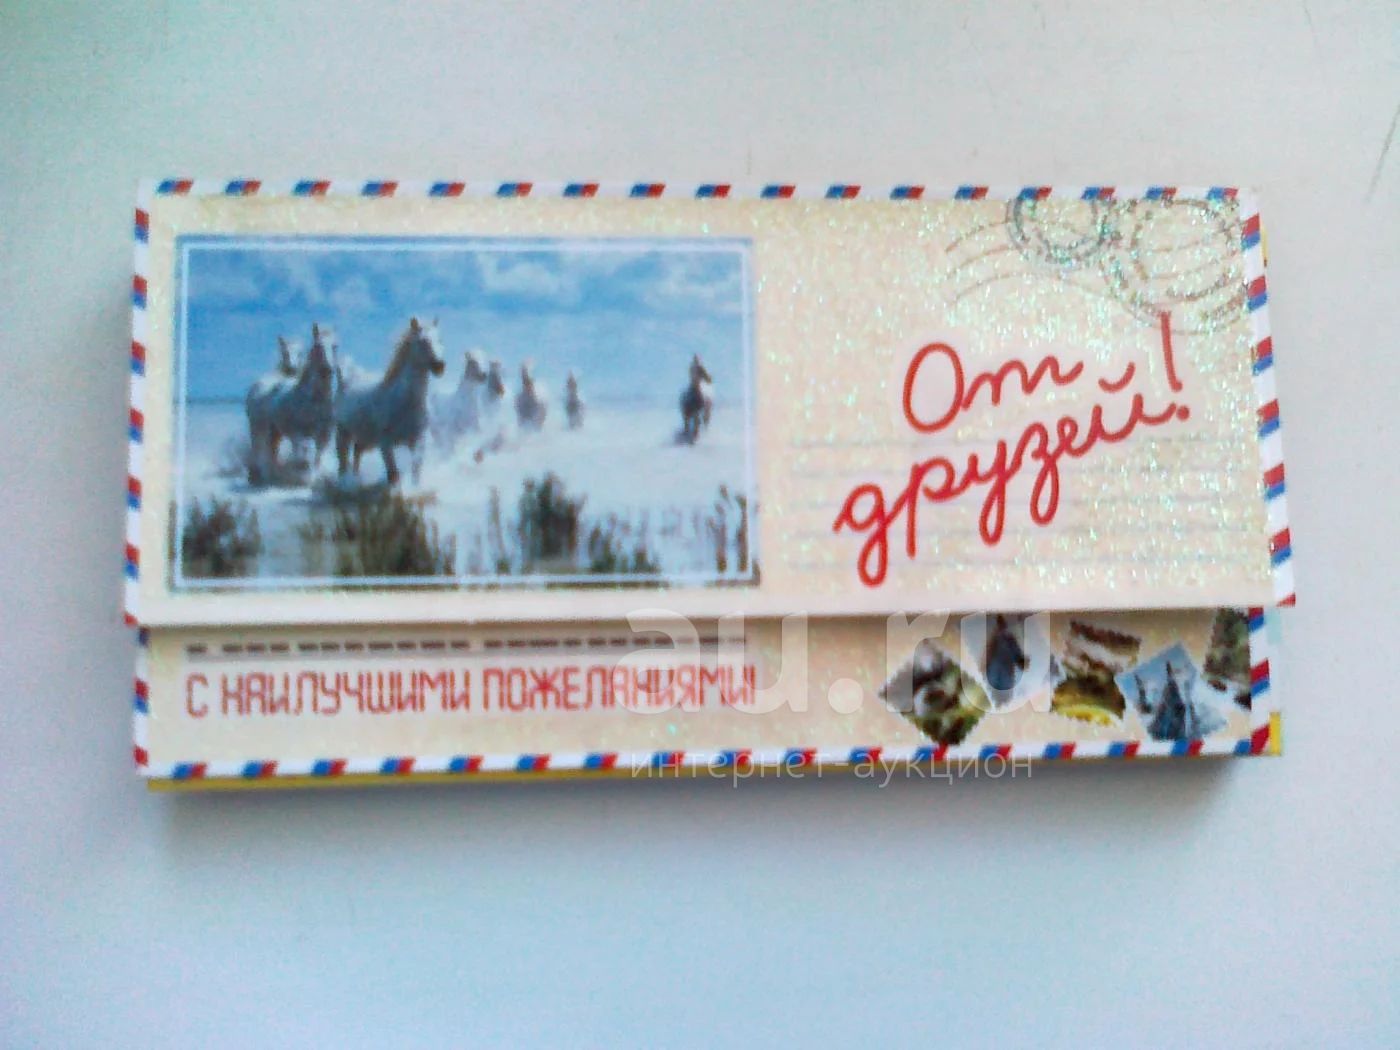 От
друзей!
С НАИЛУЧШИМИ ПОЖЕЛАНИЯМИ!
au.ru
интернет-аукцион